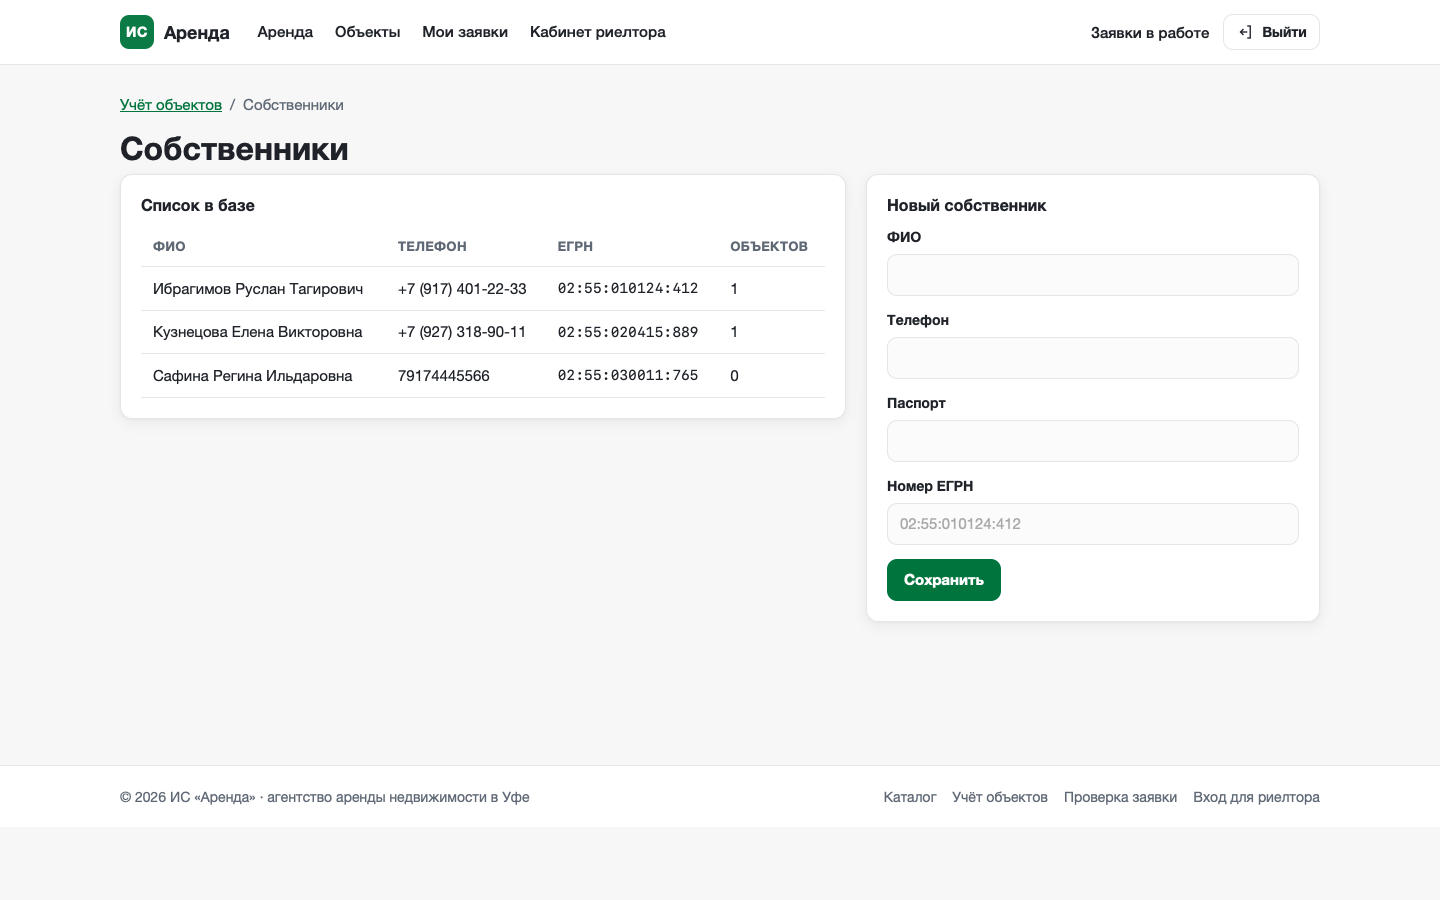 ИС Аренда Аренда Объекты Мои заявки Кабинет риелтора Заявки в работе Выйти
Учёт объектов / Собственники
Собственники
Список в базе
ФИО ТЕЛЕФОН ЕГРН ОБЪЕКТОВ
Ибрагимов Руслан Тагирович +7 (917) 401-22-33 02:55:010124:412 1
Кузнецова Елена Викторовна +7 (927) 318-90-11 02:55:020415:889 1
Сафина Регина Ильдаровна 79174445566 02:55:030011:765 0
Новый собственник
ФИО
Телефон
Паспорт
Номер ЕГРН
02:55:010124:412
Сохранить
© 2026 ИС «Аренда» · агентство аренды недвижимости в Уфе Каталог Учёт объектов Проверка заявки Вход для риелтора